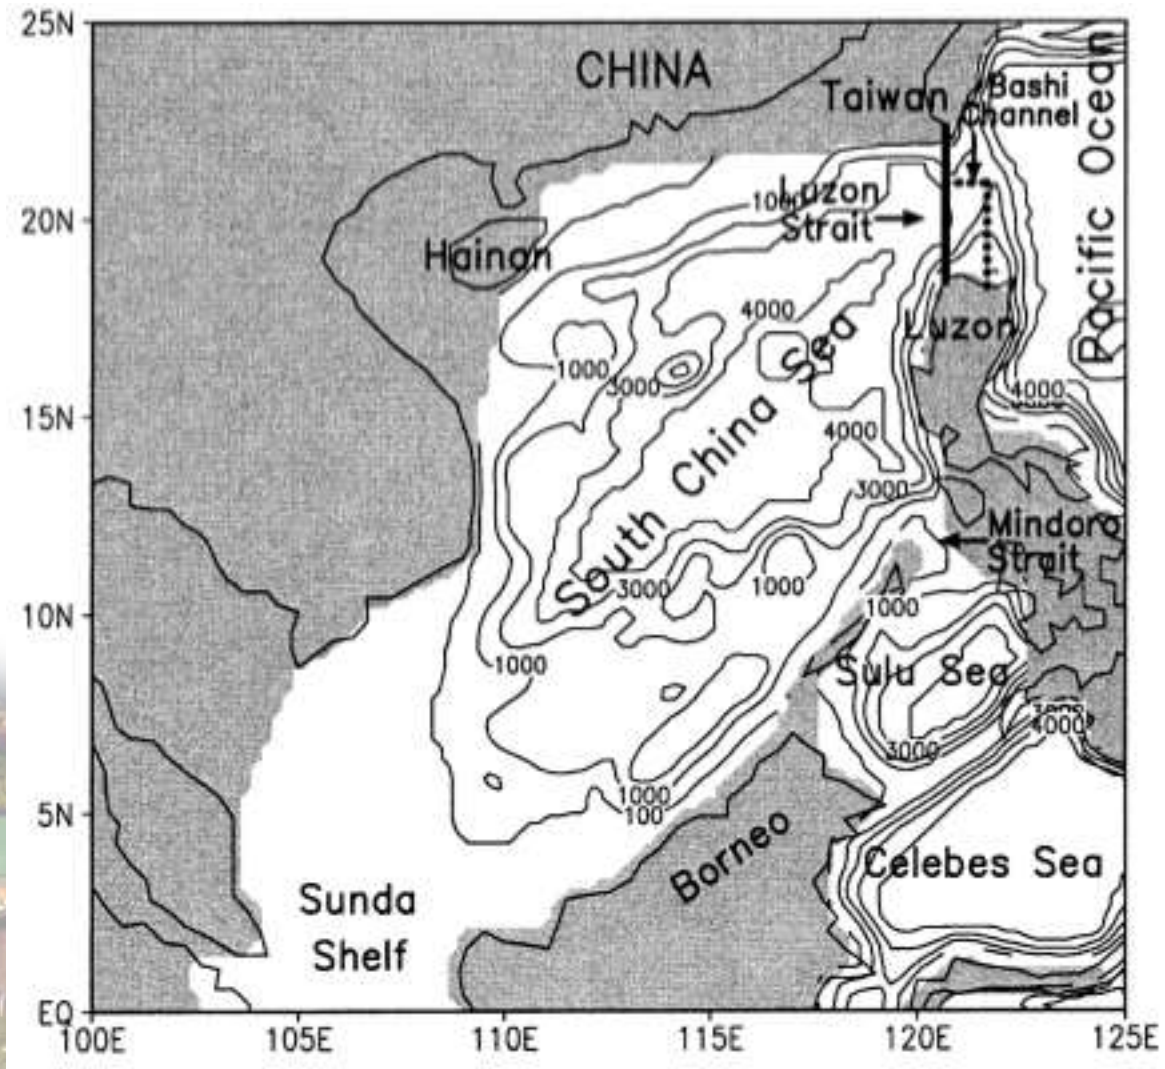 25N
CHINA
Taiwan
Bashi
Channel
Pacific Ocean
20N
1000
Luzon
Strait
Hainan
4000
Luzon
1000
3000
15N
4000
4000
3000
South China Sea
Mindoro
Strait
10N
3000
1000
1000
1000
Sulu Sea
3000
4000
5N
1000
100
Borneo
Celebes Sea
Sunda
Shelf
EQ
100E
105E
110E
115E
120E
125E